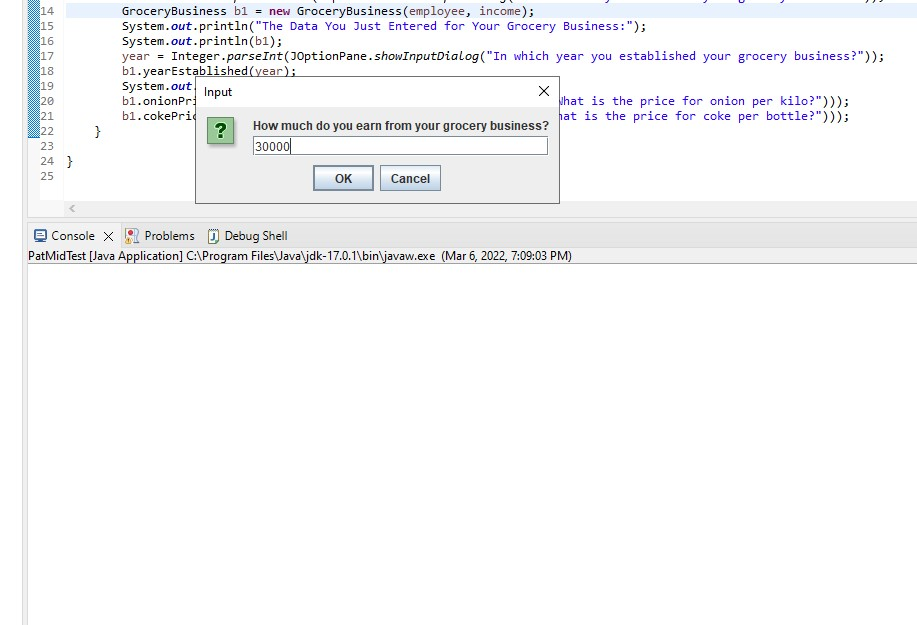 14 GroceryBusiness b1 = new GroceryBusiness(employee, income);
15 System.out.println("The Data You Just Entered for Your Grocery Business:");
16 System.out.println(b1);
17 year = Integer.parseInt(JOptionPane.showInputDialog("In which year you established your grocery business?"));
18 b1.yearEstablished(year);
19 System.out.
20 b1.onionPri hat is the price for onion per kilo?")));
21 b1.cokePric hat is the price for coke per bottle?")));
22 }
23
24 }
25
Input
How much do you earn from your grocery business?
30000
OK Cancel
Console Problems Debug Shell
PatMidTest [Java Application] C:\Program Files\Java\jdk-17.0.1\bin\javaw.exe (Mar 6, 2022, 7:09:03 PM)